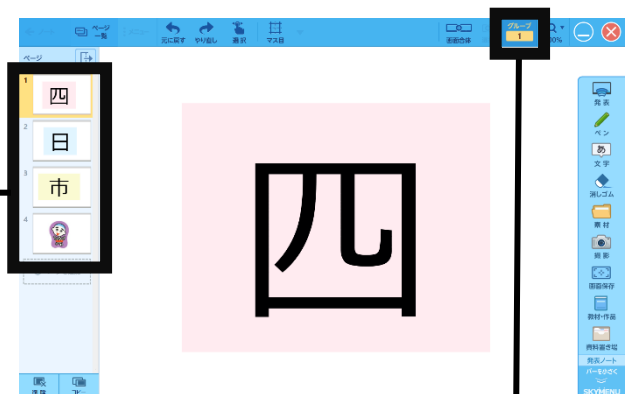 ページ
一覧
元に戻す
やり直し
選択
マス目
画面合体
グループ
1
ページ
1
四
2
日
3
市
4
四
発表
ペン
あ
文字
消しゴム
素材
撮影
画面保存
教材・作品
資料置き場
発表ノート
バーを小さく
SKYMENU